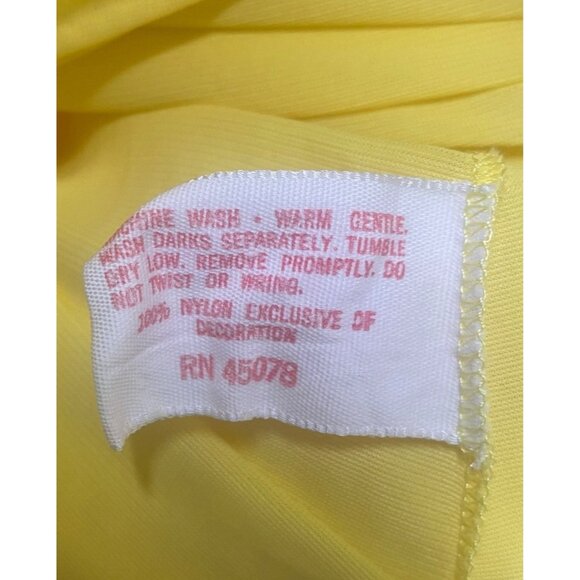 MACHINE WASH • WARM GENTLE.
WASH DARKS SEPARATELY. TUMBLE
DRY LOW. REMOVE PROMPTLY. DO
NOT TWIST OR WRING.
100% NYLON EXCLUSIVE OF
DECORATION
RN 45078